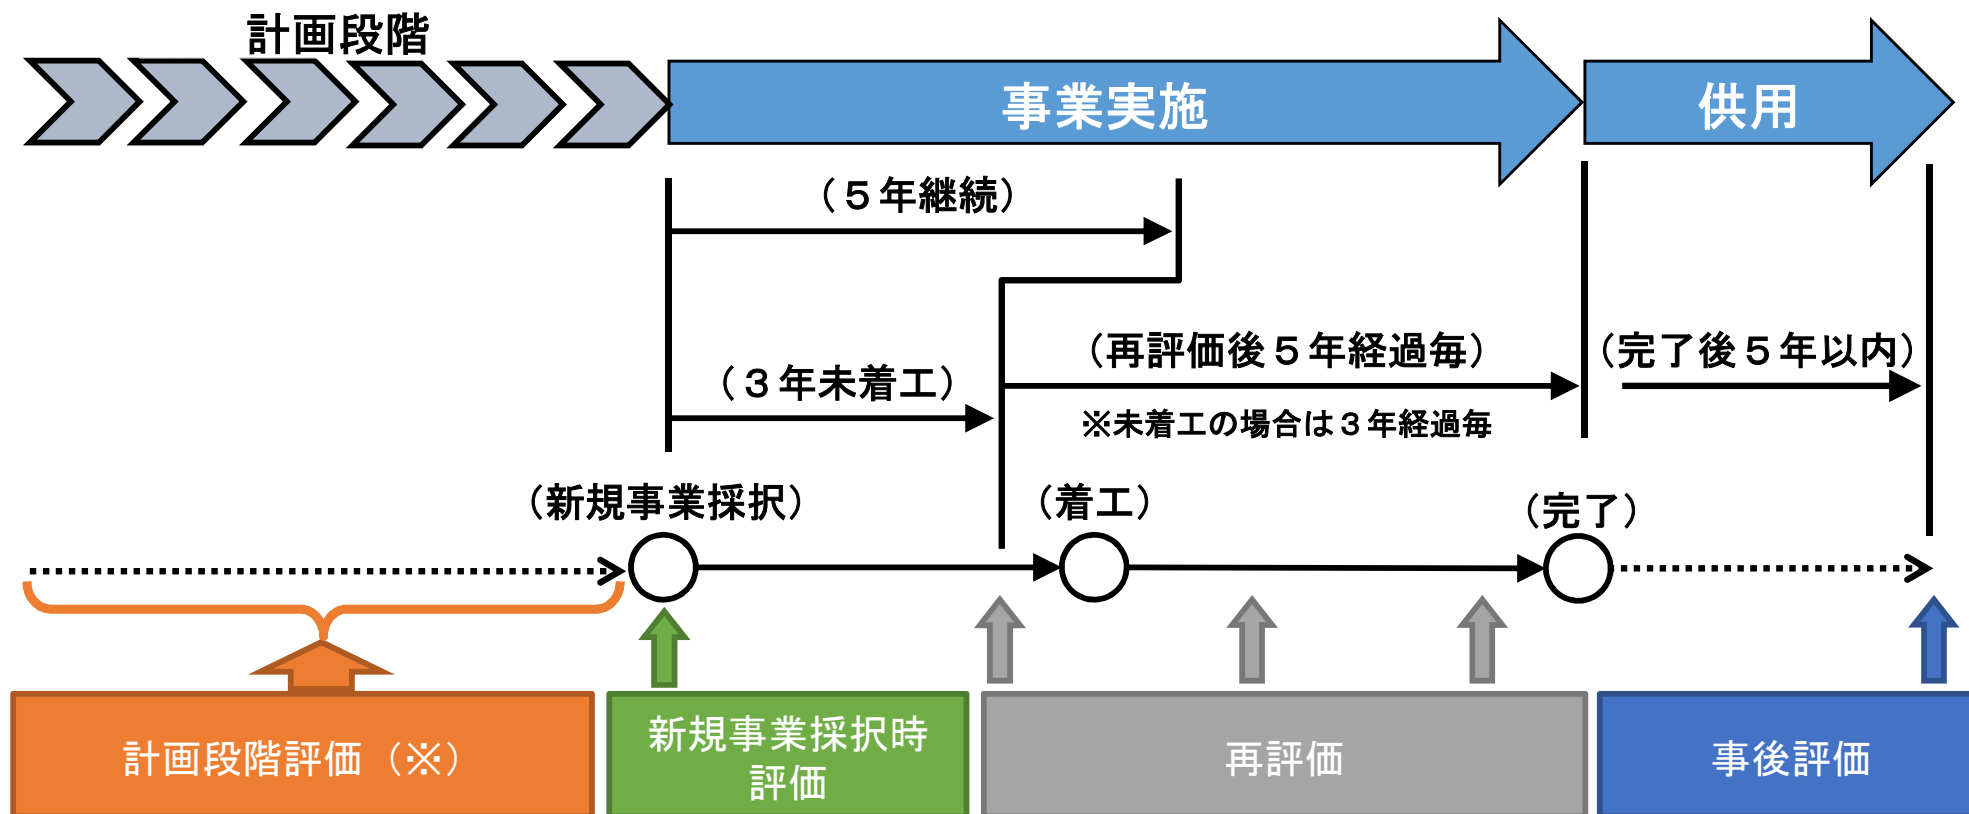 計画段階
事業実施
供用
（５年継続）
（再評価後５年経過毎）
（完了後５年以内）
（３年未着工）
※未着工の場合は３年経過毎
（新規事業採択）
（着工）
（完了）
計画段階評価（※）
新規事業採択時
評価
再評価
事後評価